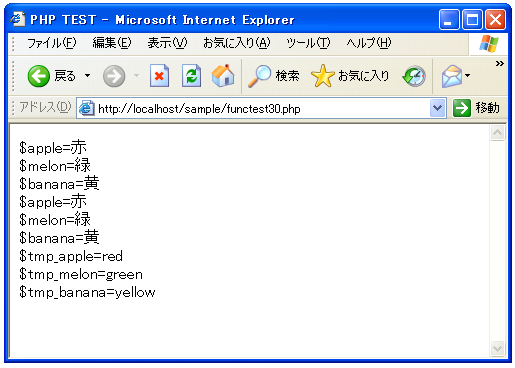 PHP TEST - Microsoft Internet Explorer
ファイル(F) 編集(E) 表示(V) お気に入り(A) ツール(T) ヘルプ(H)
戻る 検索 お気に入り
アドレス(D) http://localhost/sample/functest30.php 移動
$apple=赤
$melon=緑
$banana=黄
$apple=赤
$melon=緑
$banana=黄
$tmp_apple=red
$tmp_melon=green
$tmp_banana=yellow